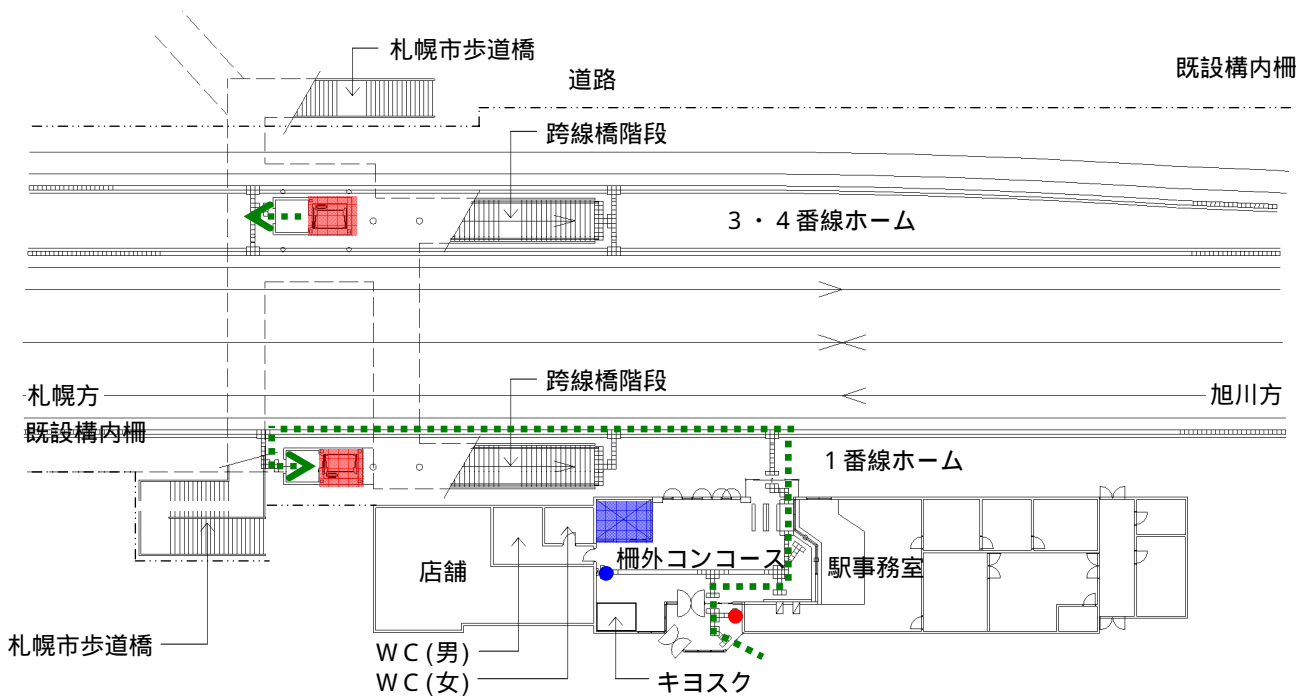 札幌市歩道橋
道路
既設構内柵
跨線橋階段
3・4番線ホーム
跨線橋階段
札幌方
旭川方
既設構内柵
1番線ホーム
柵外コンコース
駅事務室
店舗
札幌市歩道橋
WC(男)
WC(女)
キヨスク